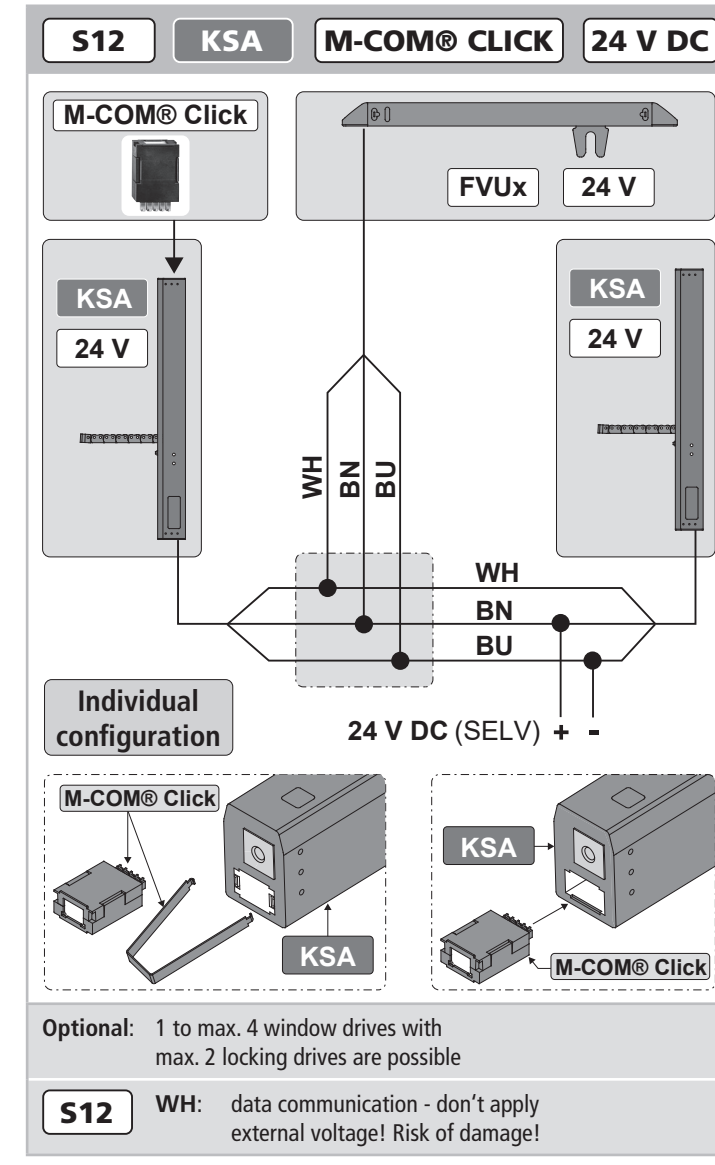 S12 KSA M-COM® CLICK 24 V DC
M-COM® Click
FVUx 24 V
KSA
24 V
KSA
24 V
WH
BN
BU
WH
BN
BU
Individual
configuration
24 V DC (SELV) + -
M-COM® Click
KSA
KSA
M-COM® Click
Optional: 1 to max. 4 window drives with
max. 2 locking drives are possible
S12 WH: data communication - don't apply
external voltage! Risk of damage!